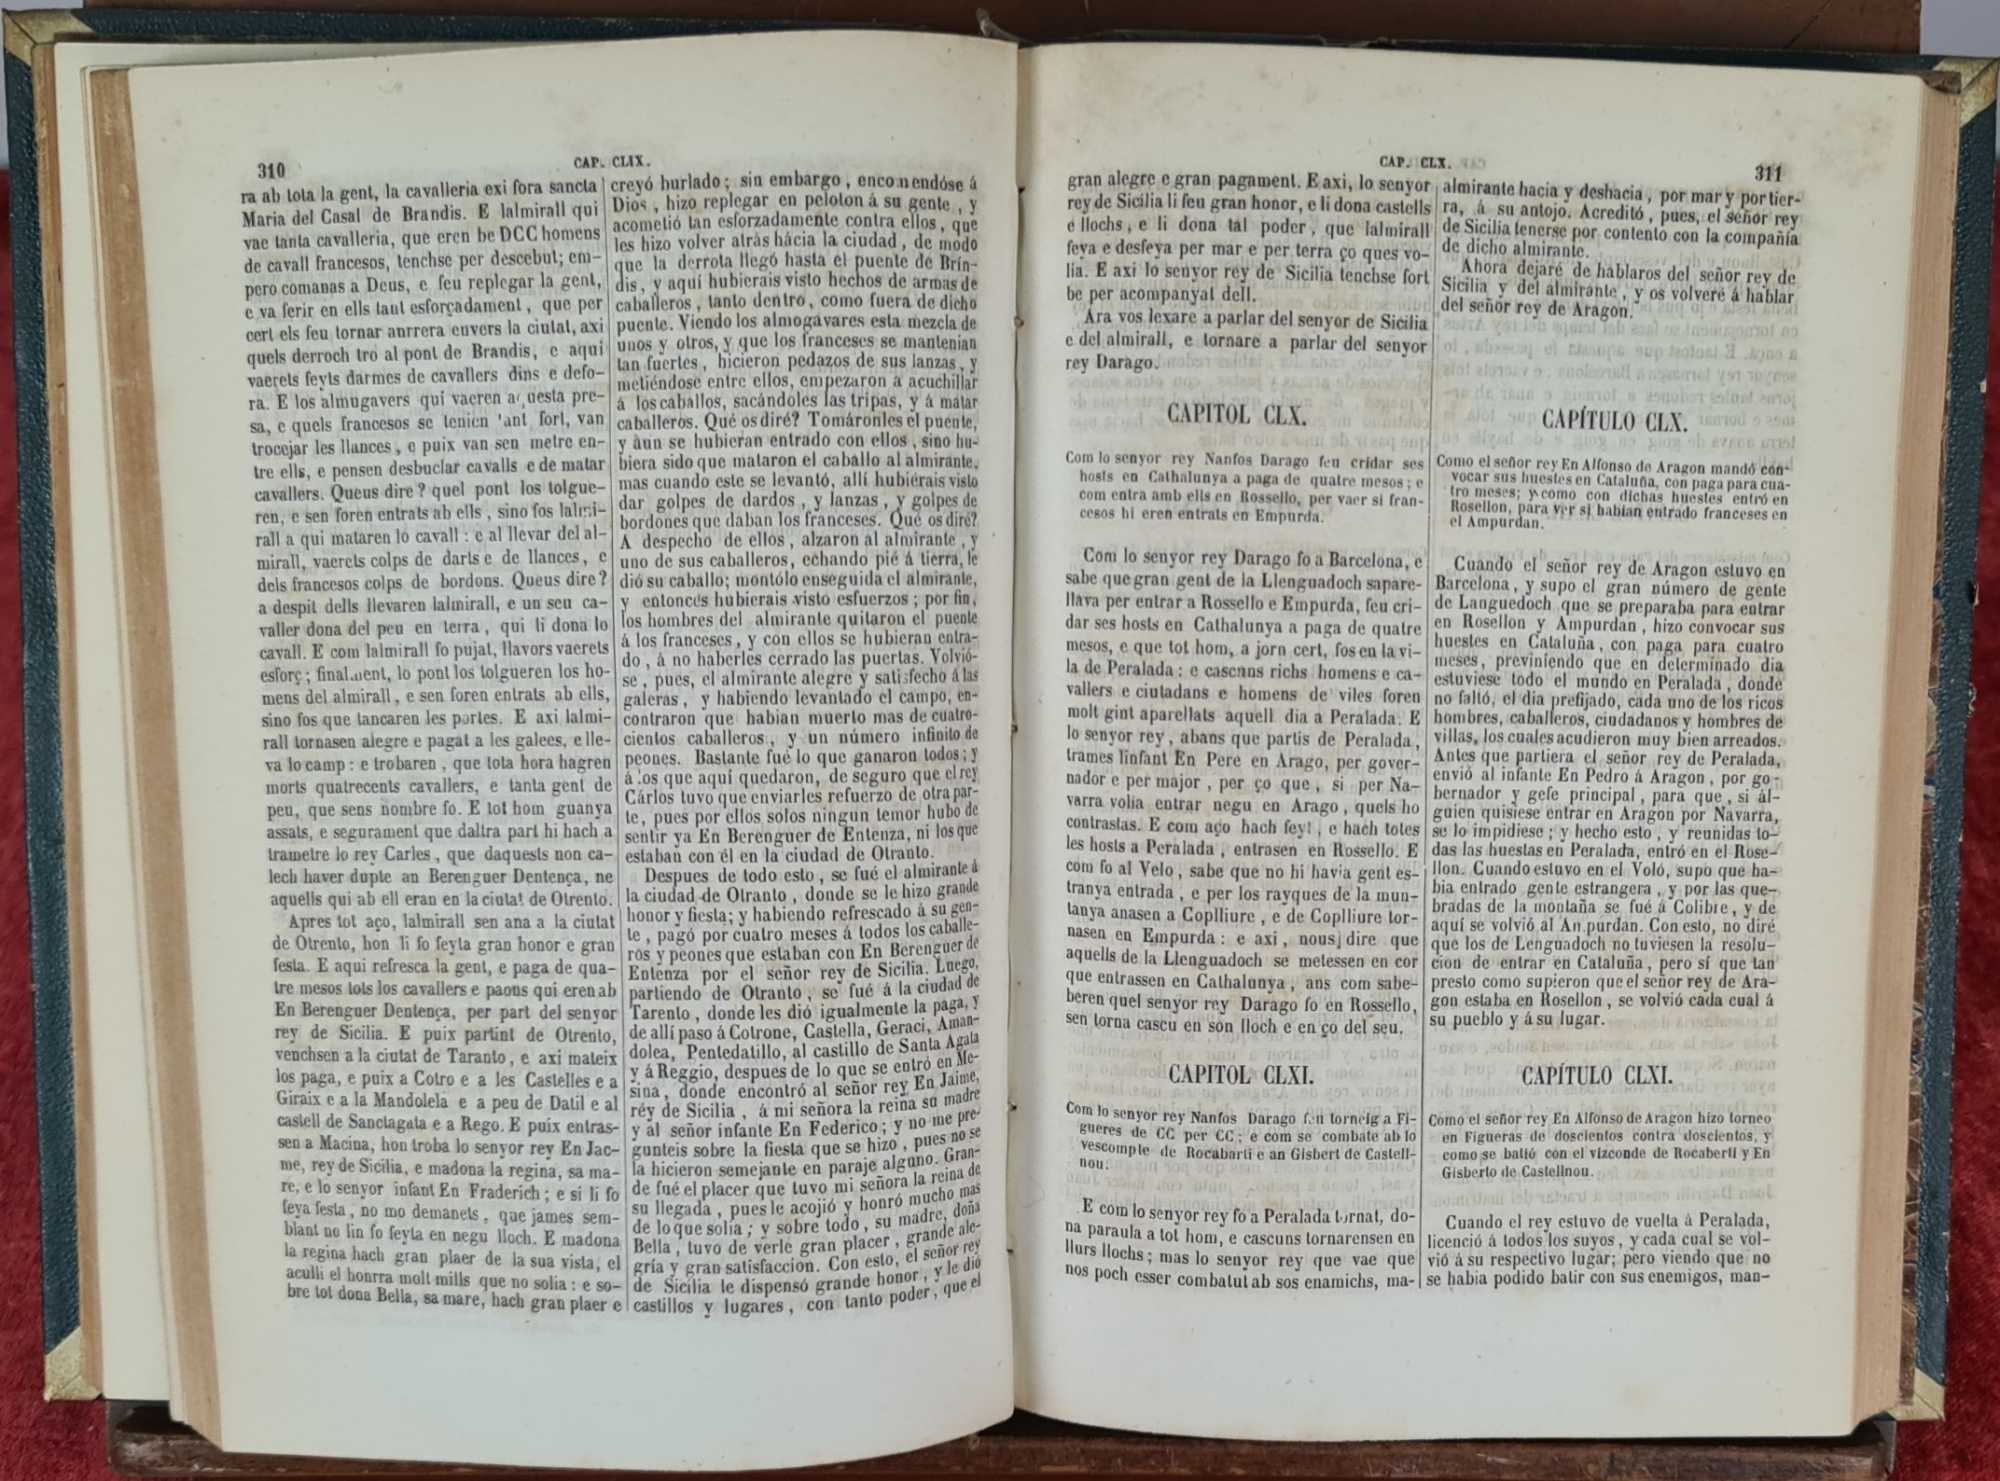 310
CAP. CLIX.
ra ab tota la gent, la cavalleria exi fora sancta
Maria del Casal de Brandis. E lalmirall qui
vae tanta cavalleria, que eren be DCC homens
de cavall francesos, tenchse per descebut; em-
pero comanas a Deus, e feu replegar la gent,
e va ferir en ells tant esforçadament, que per
cert els feu tornar anrrera envers la ciutat, axi
quels derroch tro al pont de Brandis, e aqui
vaerets feyts darmes de cavallers dins e defo-
ra. E los almugavers qui vaeren aquesta pre-
sa, e quels francesos se tenien tant fort, van
trocejar les llances, e puix van sen metre en-
tre ells, e pensen desbuclar cavalls e de matar
cavallers. Queus dire? quel pont los tolgue-
ren, e sen foren entrats ab ells, sino fos lalmi-
rall a qui mataren lo cavall: e al llevar del al-
mirall, vaerets colps de darts e de llances, e
dels francesos colps de bordons. Queus dire?
a despit dells llevaren lalmirall, e un seu ca-
valler dona del peu en terra, qui li dona lo
cavall. E com lalmirall fo pujat, llavors vaerets
esforç; finalment, lo pont los tolgueren los ho-
mens del almirall, e sen foren entrats ab ells,
sino fos que tancaren les portes. E axi lalmi-
rall tornasen alegre e pagat a les galees, e lle-
va lo camp: e trobaren, que tota hora hagren
morts quatrecents cavallers, e tanta gent de
peu, que sens nombre fo. E tot hom guanya
assats, e segurament que daltra part hi hach a
trametre lo rey Carles, que daquests non ca-
lech haver dupte an Berenguer Dentença, ne
aquells qui ab ell eran en la ciutat de Otrento.
Apres tot aço, lalmirall sen ana a la ciutat
de Otrento, hon li fo feyta gran honor e gran
festa. E aqui refresca la gent, e paga de qua-
tre mesos tots los cavallers e paons qui eren ab
En Berenguer Dentença, per part del senyor
rey de Sicilia. E puix partint de Otrento,
venchsen a la ciutat de Taranto, e axi mateix
los paga, e puix a Cotro e a les Castelles e a
Giraix e a la Mandolela e a peu de Datil e al
castell de Sanctagata e a Rego. E puix entras-
sen a Macina, hon troba lo senyor rey En Jac-
me, rey de Sicilia, e madona la regina, sa ma-
re, e lo senyor infant En Fraderich; e si li fo
feya festa, no mo demanets, que james sem-
blant no lin fo feyta en negu lloch. E madona
la regina hach gran plaer de la sua vista, el
aculli el honrra molt mills que no solia: e so-
bre tot dona Bella, sa mare, hach gran plaer e
creyó burlado; sin embargo, encomendóse á
Dios, hizo replegar en peloton á su gente, y
acometió tan esforzadamente contra ellos, que
les hizo volver atrás hácia la ciudad, de modo
que la derrota llegó hasta el puente de Brin-
dis, y aquí hubierais visto hechos de armas de
caballeros, tanto dentro, como fuera de dicho
puente. Viendo los almogávares esta mezcla de
unos y otros, y que los franceses se mantenian
tan fuertes, hicieron pedazos de sus lanzas, y
metiéndose entre ellos, empezaron á acuchillar
á los caballos, sacándoles las tripas, y á matar
caballeros. Qué os diré? Tomáronles el puente,
y aun se hubieran entrado con ellos, sino hu-
biera sido que mataron el caballo al almirante,
mas cuando este se levantó, allí hubiérais visto
dar golpes de dardos, y lanzas, y golpes de
bordones que daban los franceses. Qué os diré?
A despecho de ellos, alzaron al almirante, y
uno de sus caballeros, echando pié á tierra, le
dió su caballo; montólo enseguida el almirante,
y entonces hubierais visto esfuerzos; por fin,
los hombres del almirante quitaron el puente
á los franceses, y con ellos se hubieran entra-
do, á no haberles cerrado las puertas. Volvió-
se, pues, el almirante alegre y satisfecho á las
galeras, y habiendo levantado el campo, en-
contraron que habian muerto mas de cuatro-
cientos caballeros, y un número infinito de
peones. Bastante fué lo que ganaron todos; y
á los que aquí quedaron, de seguro que el rey
Cárlos tuvo que enviarles refuerzo de otra par-
te, pues por ellos solos ningun temor hubo de
sentir ya En Berenguer de Entenza, ni los que
estaban con él en la ciudad de Otranto.
Despues de todo esto, se fué el almirante á
la ciudad de Otranto, donde se le hizo grande
honor y fiesta; y habiendo refrescado á su gen-
te, pagó por cuatro meses á todos los caballe-
ros y peones que estaban con En Berenguer de
Entenza por el señor rey de Sicilia. Luego,
partiendo de Otranto, se fué á la ciudad de
Tarento, donde les dió igualmente la paga, y
de allí paso á Cotrone, Castella, Geraci, Aman-
dolea, Pentedatillo, al castillo de Santa Agata
y á Reggio, despues de lo que se entró en Me-
sina, donde encontró al señor rey En Jaime,
rey de Sicilia, á mi señora la reina su madre
y al señor infante En Federico; y no me pre-
gunteis sobre la fiesta que se hizo, pues no se
la hicieron semejante en paraje alguno. Gran-
de fué el placer que tuvo mi señora la reina de
su llegada, pues le acojió y honró mucho mas
de lo que solia; y sobre todo, su madre, doña
Bella, tuvo de verle gran placer, grande ale-
gría y gran satisfaccion. Con esto, el señor rey
de Sicilia le dispensó grande honor, y le dió
castillos y lugares, con tanto poder, que el
CAP. CLX.
311
gran alegre e gran pagament. E axi, lo senyor
rey de Sicilia li feu gran honor, e li dona castells
e llochs, e li dona tal poder, que lalmirall
feya e desfeya per mar e per terra ço ques vo-
lia. E axi lo senyor rey de Sicilia tenchse fort
be per acompanyat dell.
Ara vos lexare a parlar del senyor de Sicilia
e del almirall, e tornare a parlar del senyor
rey Darago.
CAPITOL CLX.
Com lo senyor rey Nanfos Darago feu cridar ses
hosts en Cathalunya a paga de quatre mesos; e
com entra amb ells en Rossello, per vaer si fran-
cesos hi eren entrats en Empurda.
Com lo senyor rey Darago fo a Barcelona, e
sabe que gran gent de la Llenguadoch sapare-
llava per entrar a Rossello e Empurda, feu cri-
dar ses hosts en Cathalunya a paga de quatre
mesos, e que tot hom, a jorn cert, fos en la vi-
la de Peralada: e cascuns richs homens e ca-
vallers e ciutadans e homens de viles foren
molt gint aparellats aquell dia a Peralada. E
lo senyor rey, abans que partis de Peralada,
trames linfant En Pere en Arago, per gover-
nador e per major, per ço que, si per Na-
varra volia entrar negu en Arago, quels ho
contrastas. E com aço hach feyt, e hach totes
les hosts a Peralada, entrasen en Rossello. E
com fo al Velo, sabe que no hi havia gent es-
tranya entrada, e per los rayques de la mun-
tanya anasen a Coplliure, e de Coplliure tor-
nasen en Empurda: e axi, nous dire que
aquells de la Llenguadoch se metessen en cor
que entrassen en Cathalunya, ans com sabe-
beren quel senyor rey Darago fo en Rossello,
sen torna cascu en son lloch e en ço del seu.
CAPITOL CLXI.
Com lo senyor rey Nanfos Darago feu torneig a Fi-
gueres de CC per CC; e com se combate ab lo
vescompte de Rocabarti e an Gisbert de Castell-
nou.
E com lo senyor rey fo a Peralada tornat, do-
na paraula a tot hom, e cascuns tornarensen en
llurs llochs; mas lo senyor rey que vae que
nos poch esser combatut ab sos enamichs, ma-
almirante hacia y deshacia, por mar y por tier-
ra, á su antojo. Acreditó, pues, el señor rey
de Sicilia tenerse por contento con la compañía
de dicho almirante.
Ahora dejaré de hablaros del señor rey de
Sicilia y del almirante, y os volveré á hablar
del señor rey de Aragon.
CAPÍTULO CLX.
Como el señor rey En Alfonso de Aragon mandó con-
vocar sus huestes en Cataluña, con paga para cua-
tro meses; y como con dichas huestes entró en
Rosellon, para ver si habian entrado franceses en
el Ampurdan.
Cuando el señor rey de Aragon estuvo en
Barcelona, y supo el gran número de gente
de Languedoch que se preparaba para entrar
en Rosellon y Ampurdan, hizo convocar sus
huestes en Cataluña, con paga para cuatro
meses, previniendo que en determinado dia
estuviese todo el mundo en Peralada, donde
no faltó, el dia prefijado, cada uno de los ricos
hombres, caballeros, ciudadanos y hombres de
villas, los cuales acudieron muy bien arreados.
Antes que partiera el señor rey de Peralada,
envió al infante En Pedro á Aragon, por go-
bernador y gefe principal, para que, si ál-
guien quisiese entrar en Aragon por Navarra,
se lo impidiese; y hecho esto, y reunidas to-
das las huestas en Peralada, entró en el Rose-
llon. Cuando estuvo en el Voló, supo que ha-
bia entrado gente estrangera, y por las que-
bradas de la montaña se fué á Colibre, y de
aquí se volvió al Ampurdan. Con esto, no diré
que los de Lenguadoch no tuviesen la resolu-
cion de entrar en Cataluña, pero sí que tan
presto como supieron que el señor rey de Ara-
gon estaba en Rosellon, se volvió cada cual á
su pueblo y á su lugar.
CAPÍTULO CLXI.
Como el señor rey En Alfonso de Aragon hizo torneo
en Figueras de doscientos contra doscientos, y
como se batió con el vizconde de Rocaberti y En
Gisberto de Castellnou.
Cuando el rey estuvo de vuelta á Peralada,
licenció á todos los suyos, y cada cual se vol-
vió á su respectivo lugar; pero viendo que no
se habia podido batir con sus enemigos, man-